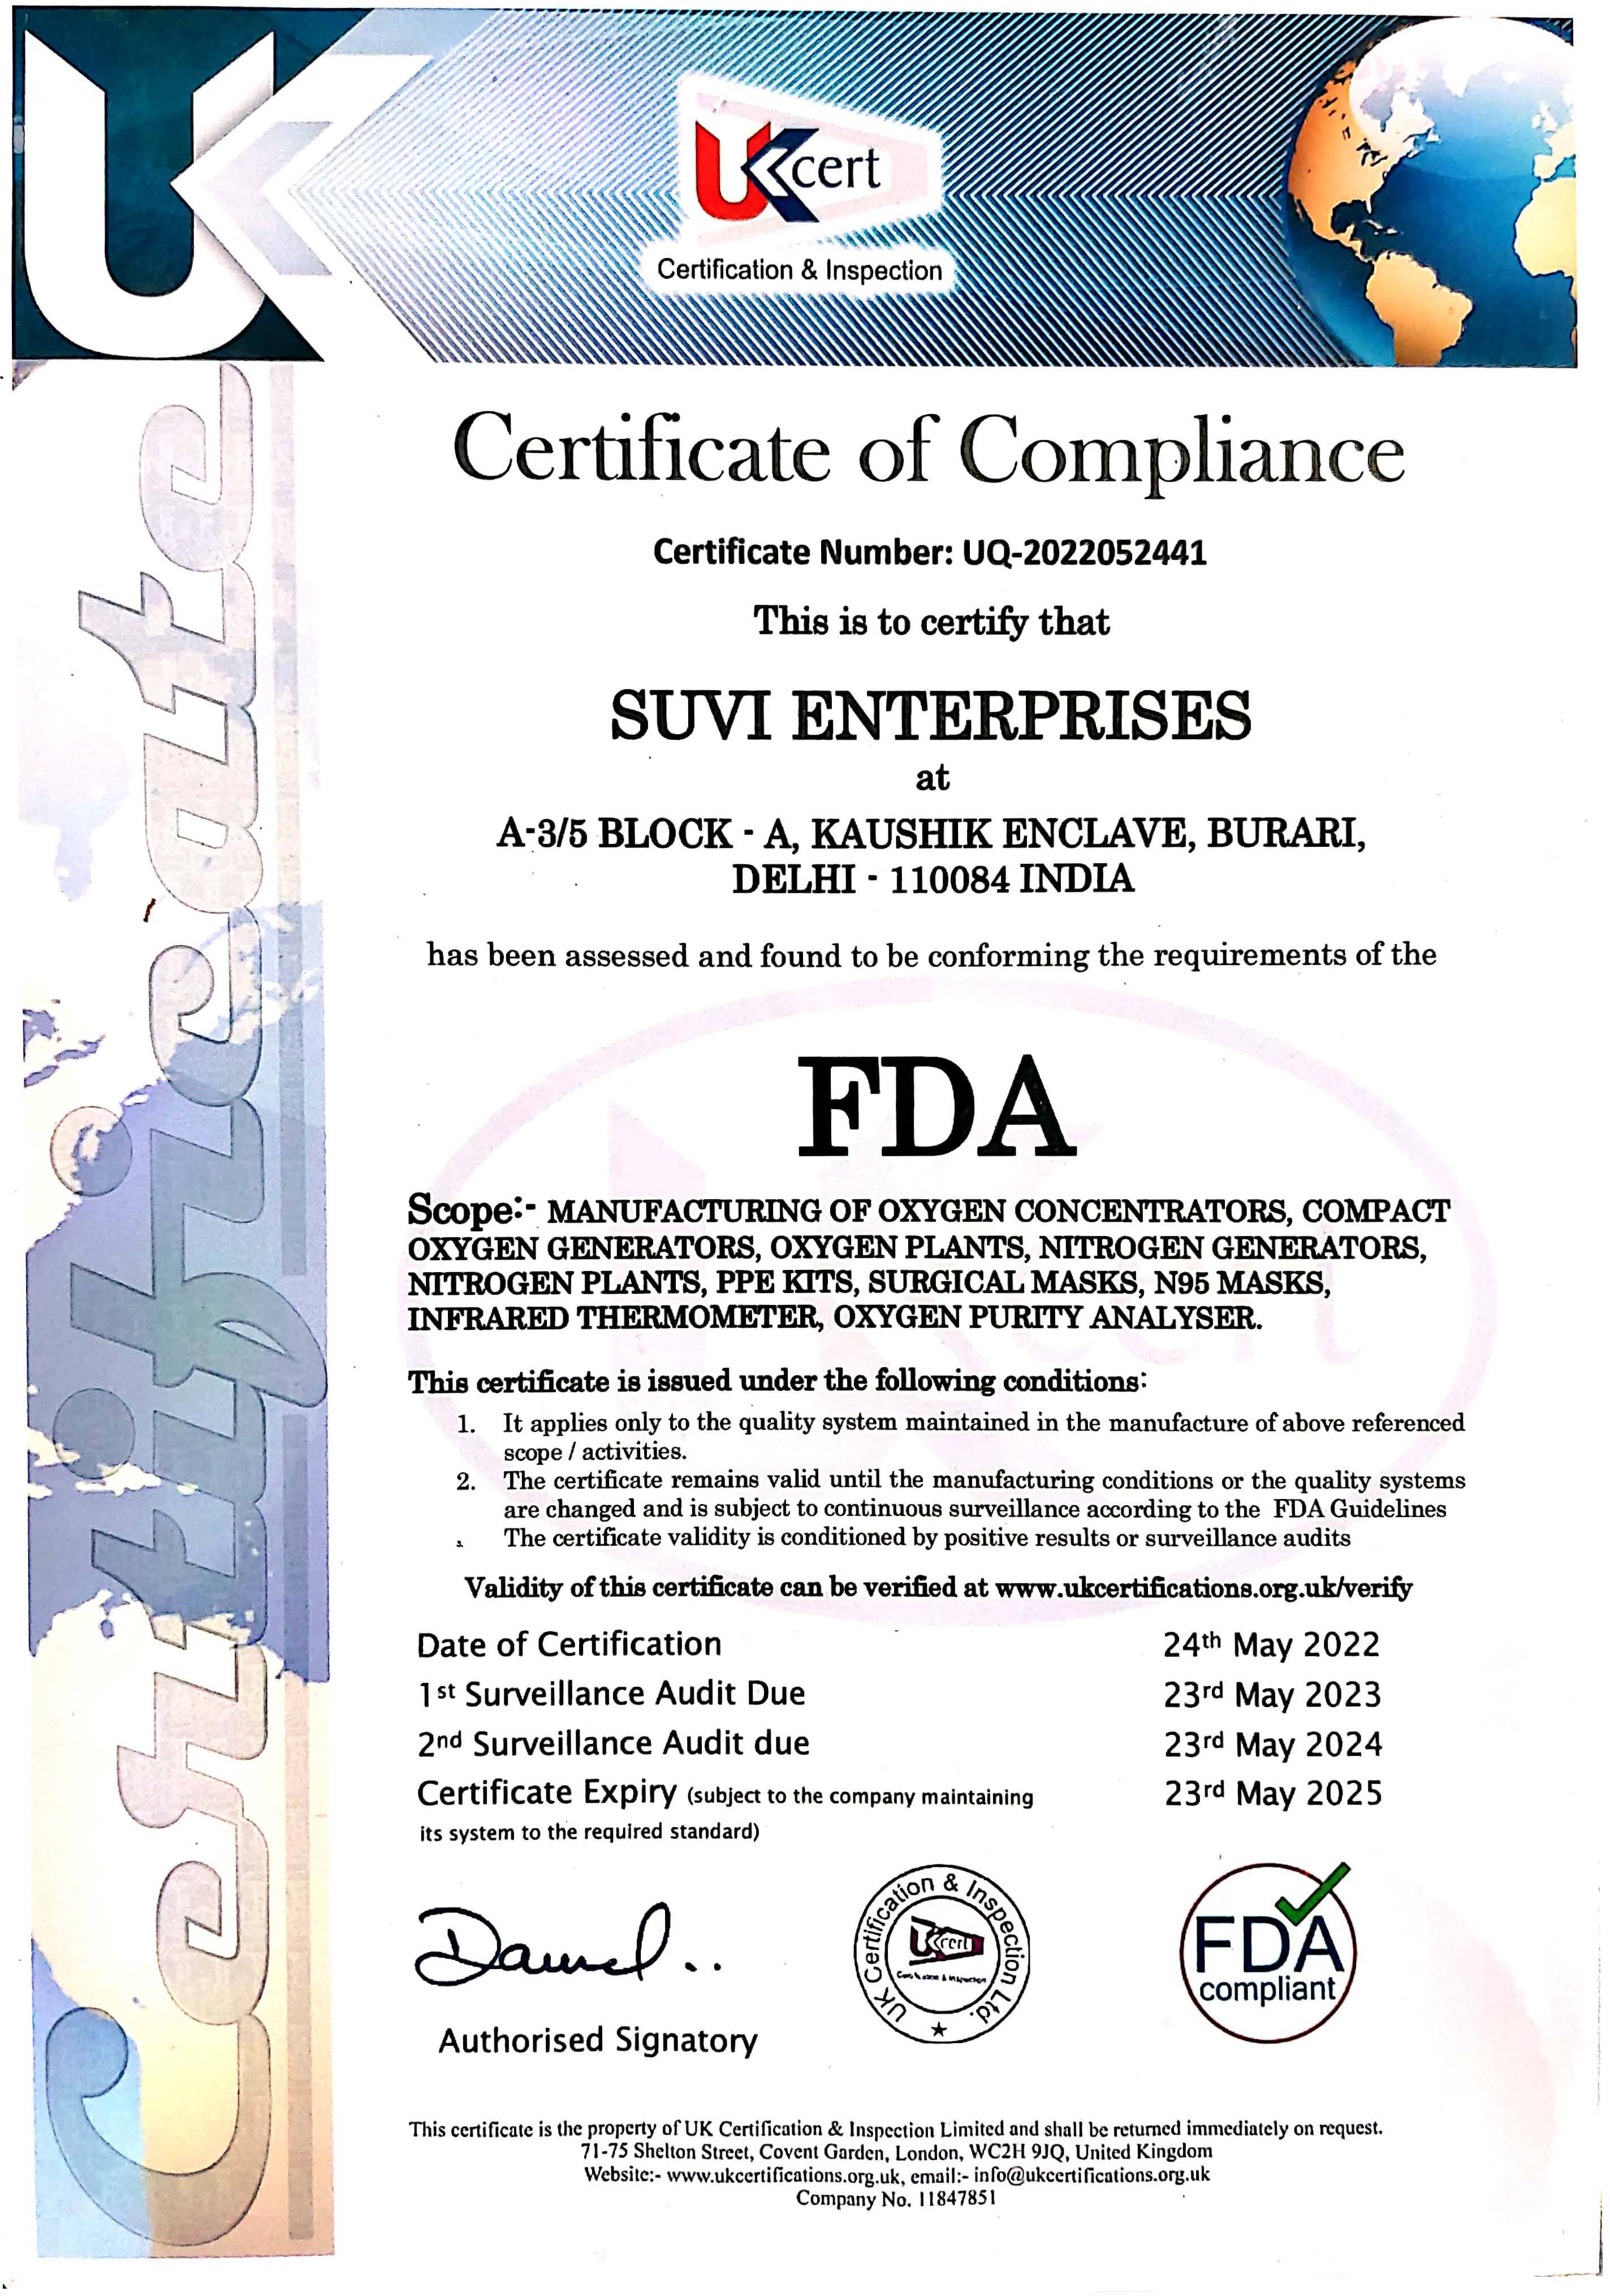 UK
UKcert
Certification & Inspection
Certificate
Certificate of Compliance
Certificate Number: UQ-2022052441
This is to certify that
SUVI ENTERPRISES
at
A-3/5 BLOCK - A, KAUSHIK ENCLAVE, BURARI,
DELHI - 110084 INDIA
has been assessed and found to be conforming the requirements of the
FDA
Scope:- MANUFACTURING OF OXYGEN CONCENTRATORS, COMPACT
OXYGEN GENERATORS, OXYGEN PLANTS, NITROGEN GENERATORS,
NITROGEN PLANTS, PPE KITS, SURGICAL MASKS, N95 MASKS,
INFRARED THERMOMETER, OXYGEN PURITY ANALYSER.
This certificate is issued under the following conditions:
1. It applies only to the quality system maintained in the manufacture of above referenced
scope / activities.
2. The certificate remains valid until the manufacturing conditions or the quality systems
are changed and is subject to continuous surveillance according to the FDA Guidelines
3. The certificate validity is conditioned by positive results or surveillance audits
Validity of this certificate can be verified at www.ukcertifications.org.uk/verify
Date of Certification 24th May 2022
1st Surveillance Audit Due 23rd May 2023
2nd Surveillance Audit due 23rd May 2024
Certificate Expiry (subject to the company maintaining 23rd May 2025
its system to the required standard)
Daniel..
Authorised Signatory
UK Certification & Inspection Ltd.
UKcert
Certification & Inspection
FDA
compliant
This certificate is the property of UK Certification & Inspection Limited and shall be returned immediately on request.
71-75 Shelton Street, Covent Garden, London, WC2H 9JQ, United Kingdom
Website:- www.ukcertifications.org.uk, email:- info@ukcertifications.org.uk
Company No. 11847851